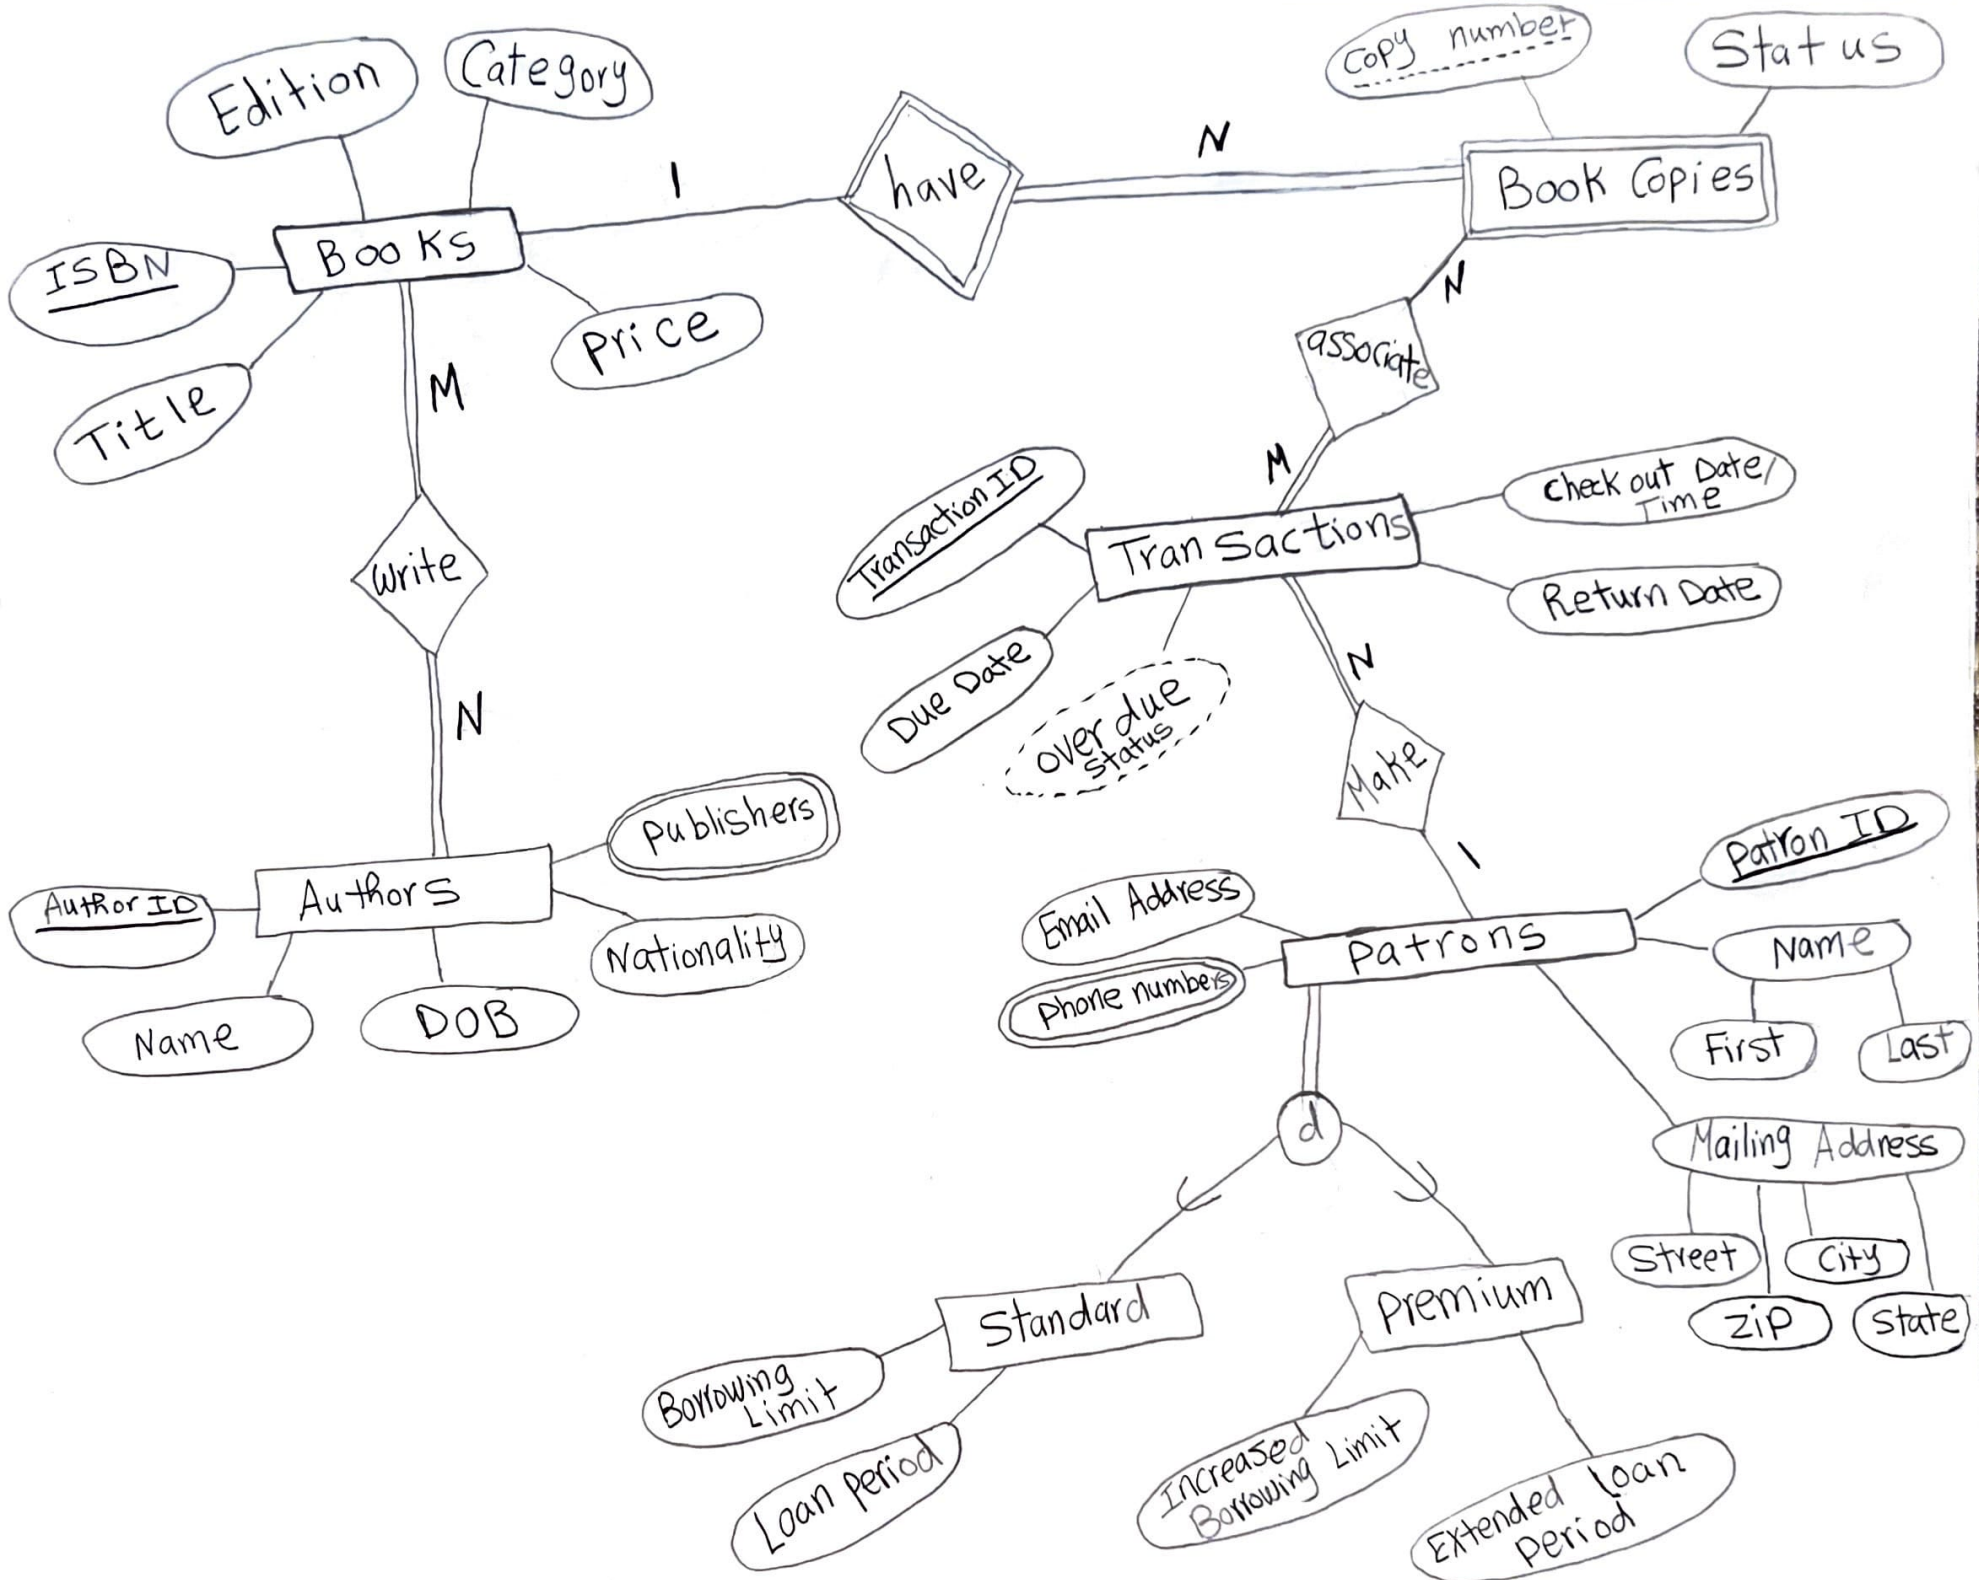 Edition
Category
Copy number
Status
1
have
N
Book Copies
Books
ISBN
Title
Price
M
N
associate
M
Write
N
Transaction ID
Transactions
Check out Date/
Time
Return Date
Due Date
Over due
Status
N
Make
1
Publishers
Authors
Author ID
Nationality
Name
DOB
Patron ID
Email Address
Patrons
Name
Phone numbers
First
Last
d
Mailing Address
Street
City
Zip
State
Standard
Premium
Borrowing
Limit
Loan period
Increased
Borrowing Limit
Extended Loan
Period